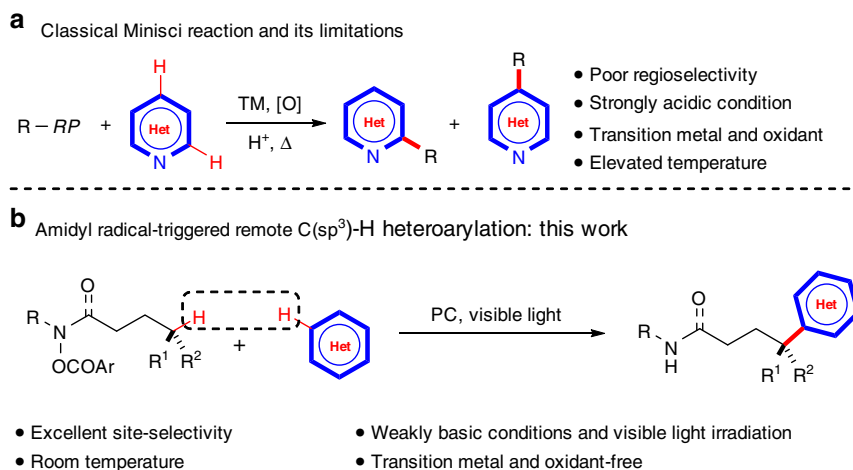 a Classical Minisci reaction and its limitations
R – RP + H Het N H
TM, [O]
H⁺, Δ
Het N R + R Het N
• Poor regioselectivity
• Strongly acidic condition
• Transition metal and oxidant
• Elevated temperature
b Amidyl radical-triggered remote C(sp³)-H heteroarylation: this work
R N O OCOAr H R¹ R² + H Het
PC, visible light
R N H O R¹ R² Het
• Excellent site-selectivity
• Weakly basic conditions and visible light irradiation
• Room temperature
• Transition metal and oxidant-free